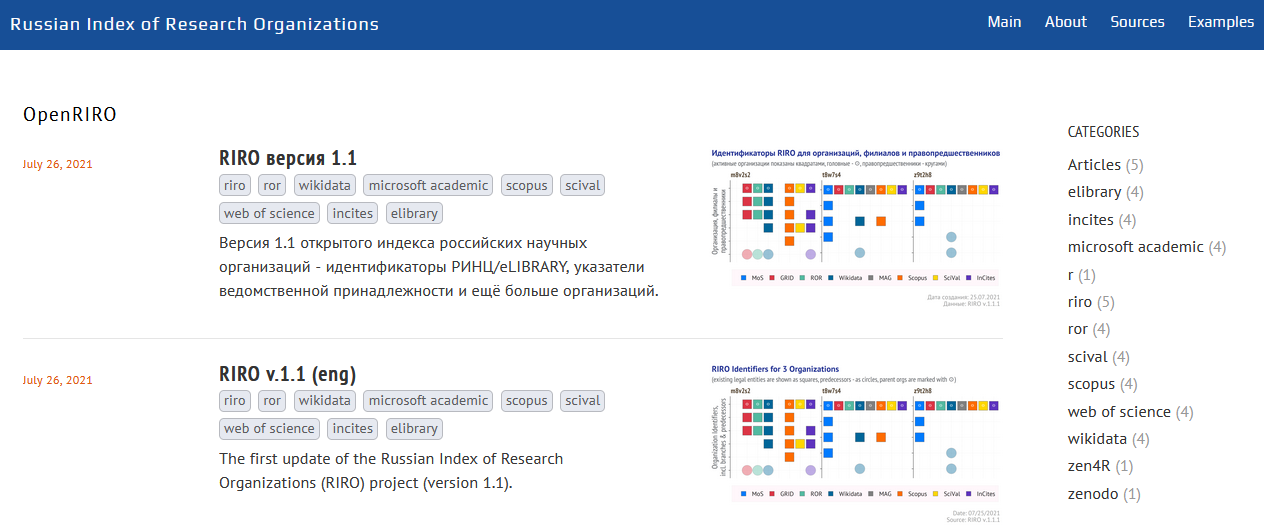 Russian Index of Research Organizations
Main About Sources Examples
OpenRIRO
July 26, 2021
RIRO версия 1.1
riro ror wikidata microsoft academic scopus scival
web of science incites elibrary
Версия 1.1 открытого индекса российских научных
организаций - идентификаторы РИНЦ/eLIBRARY, указатели
ведомственной принадлежности и ещё больше организаций.
Идентификаторы RIRO для организаций, филиалов и правопредшественников
(активные организации показаны квадратами, головные - ⊙, правопредшественники - кругами)
m8v2s2 t8w7s4 z9t2h8
Организация, филиалы и
правопредшественники
MoS GRID ROR Wikidata MAG Scopus SciVal InCites
Дата создания: 25.07.2021
Данные: RIRO v.1.1.1
July 26, 2021
RIRO v.1.1 (eng)
riro ror wikidata microsoft academic scopus scival
web of science incites elibrary
The first update of the Russian Index of Research
Organizations (RIRO) project (version 1.1).
RIRO Identifiers for 3 Organizations
(existing legal entities are shown as squares, predecessors - as circles, parent orgs are marked with ⊙)
m8v2s2 t8w7s4 z9t2h8
Organization Identifiers,
incl. branches & predecessors
MoS GRID ROR Wikidata MAG Scopus SciVal InCites
Date: 07/25/2021
Source: RIRO v.1.1.1
CATEGORIES
Articles (5)
elibrary (4)
incites (4)
microsoft academic (4)
r (1)
riro (5)
ror (4)
scival (4)
scopus (4)
web of science (4)
wikidata (4)
zen4R (1)
zenodo (1)